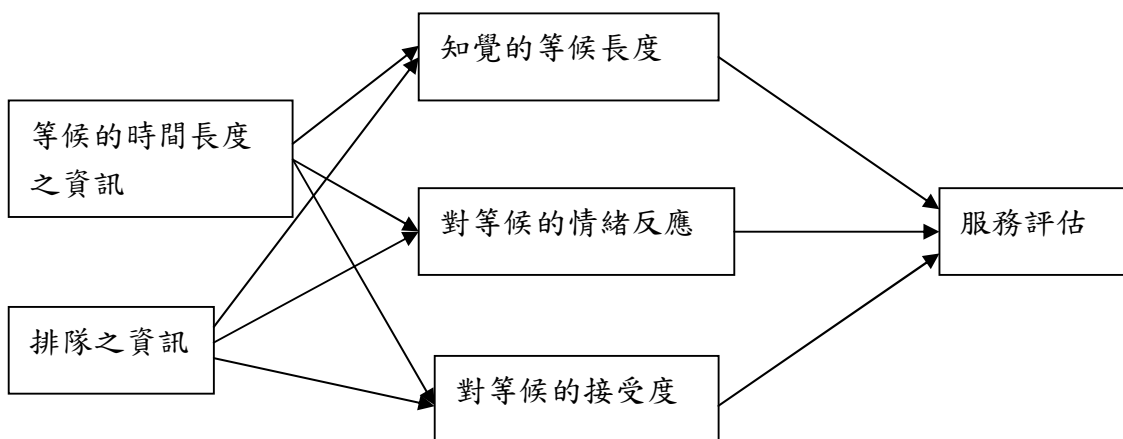 知覺的等候長度
等候的時間長度
之資訊
對等候的情緒反應
服務評估
排隊之資訊
對等候的接受度